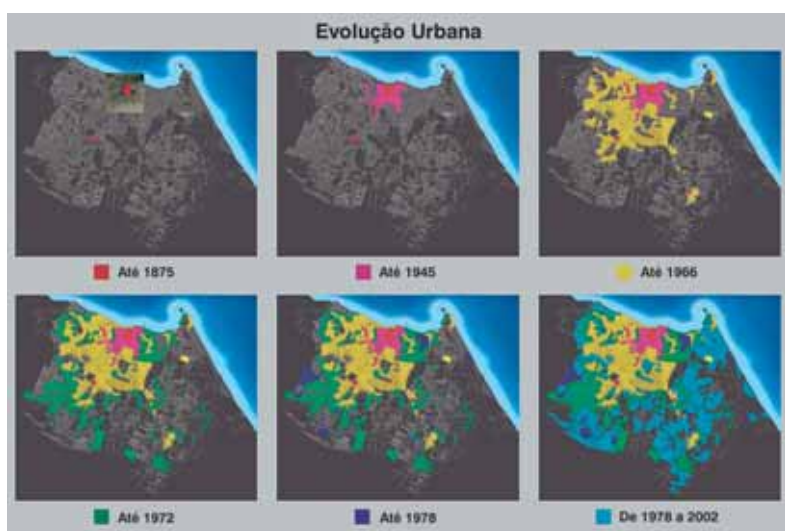 Evolução Urbana
Até 1875
Até 1945
Até 1966
Até 1972
Até 1978
De 1978 a 2002